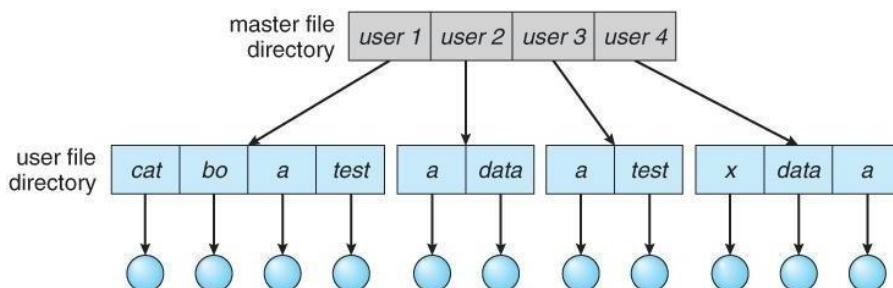 master file
directory
user 1 user 2 user 3 user 4
user file
directory
cat bo a test a data a test x data a